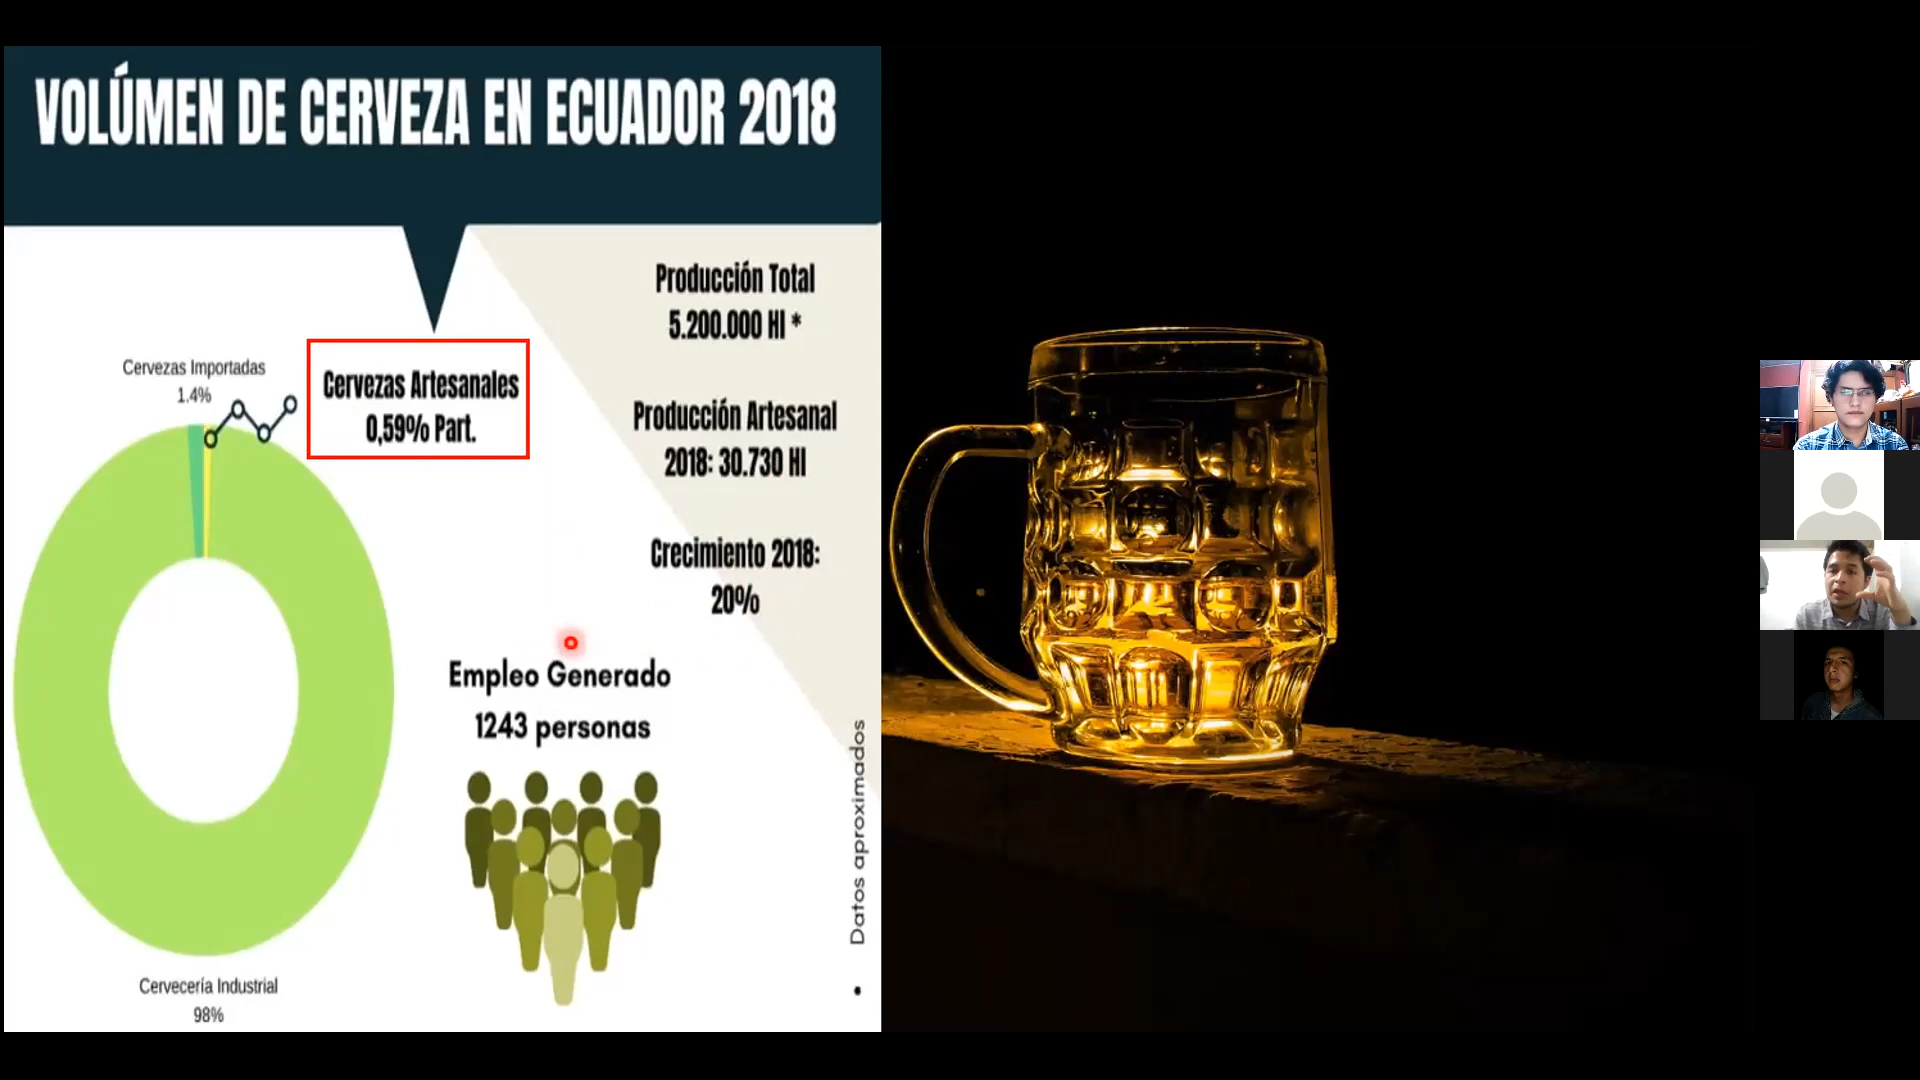 VOLÚMEN DE CERVEZA EN ECUADOR 2018
Producción Total
5.200.000 Hl *
Cervezas Importadas
1.4%
Cervezas Artesanales
0,59% Part.
Producción Artesanal
2018: 30.730 Hl
Crecimiento 2018:
20%
Empleo Generado
1243 personas
• Datos aproximados
Cervecería Industrial
98%